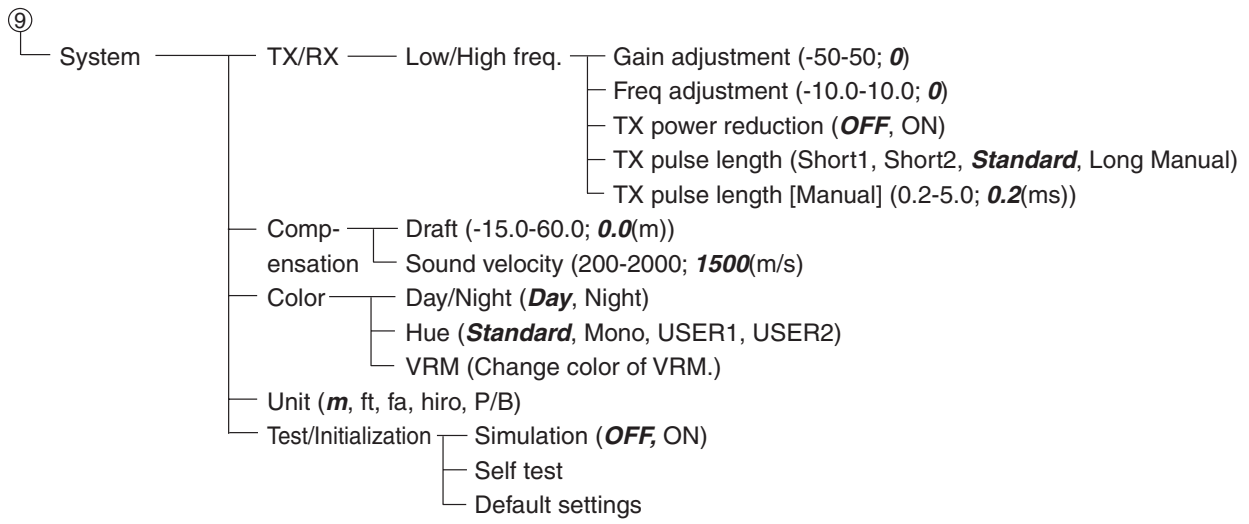 ⑨
System
TX/RX
Low/High freq.
Gain adjustment (-50-50; 0)
Freq adjustment (-10.0-10.0; 0)
TX power reduction (OFF, ON)
TX pulse length (Short1, Short2, Standard, Long Manual)
TX pulse length [Manual] (0.2-5.0; 0.2(ms))
Comp-
ensation
Draft (-15.0-60.0; 0.0(m))
Sound velocity (200-2000; 1500(m/s)
Color
Day/Night (Day, Night)
Hue (Standard, Mono, USER1, USER2)
VRM (Change color of VRM.)
Unit (m, ft, fa, hiro, P/B)
Test/Initialization
Simulation (OFF, ON)
Self test
Default settings